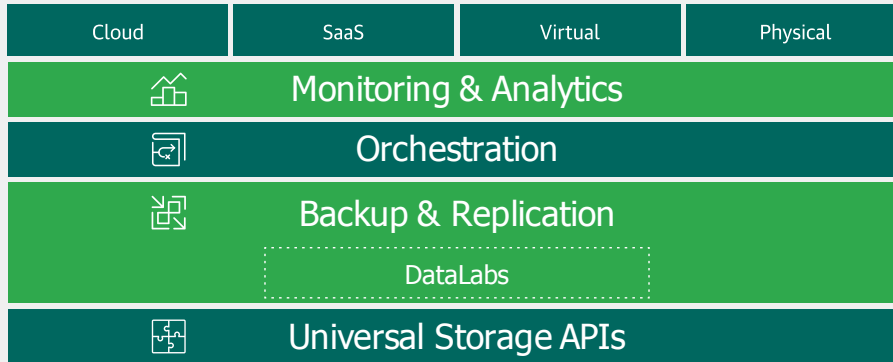 Cloud SaaS Virtual Physical
Monitoring & Analytics
Orchestration
Backup & Replication
DataLabs
Universal Storage APIs